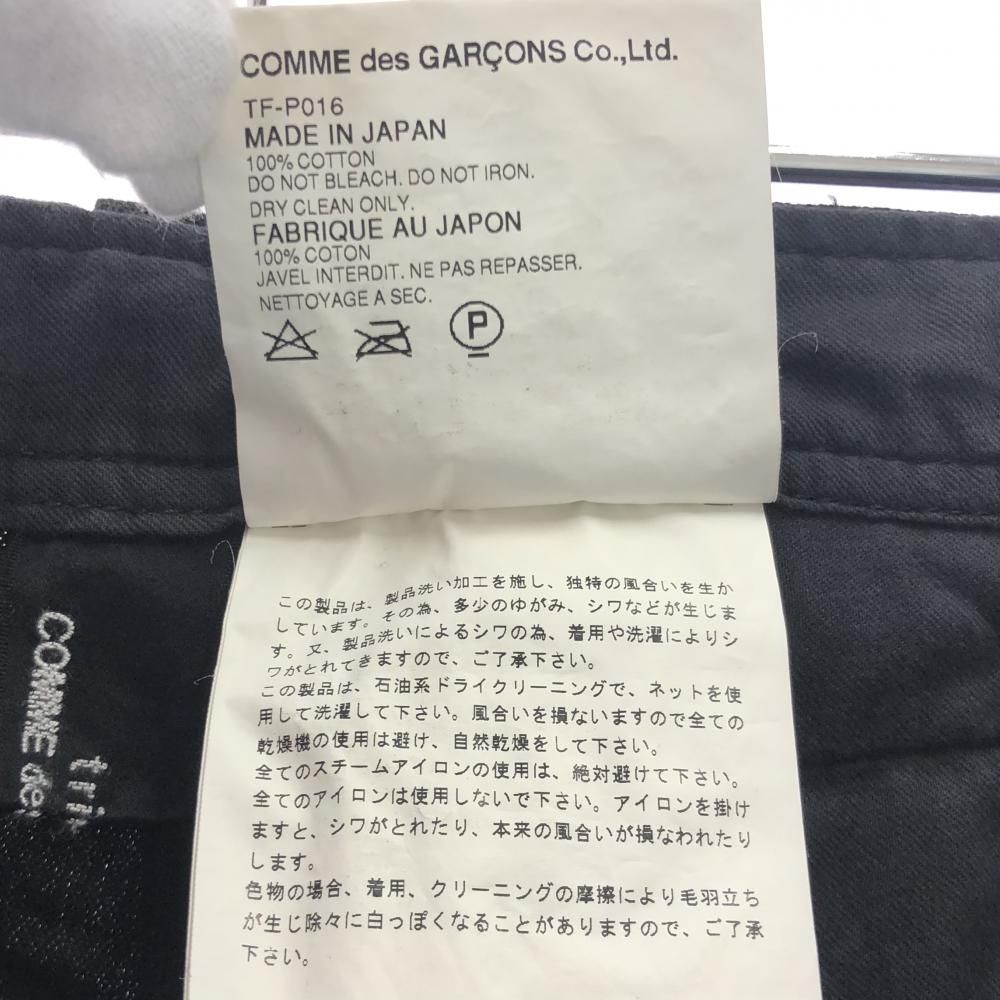 COMME des GARÇONS Co.,Ltd.
TF-P016
MADE IN JAPAN
100% COTTON
DO NOT BLEACH. DO NOT IRON.
DRY CLEAN ONLY.
FABRIQUE AU JAPON
100% COTON
JAVEL INTERDIT. NE PAS REPASSER.
NETTOYAGE A SEC.
P
この製品は、製品洗い加工を施し、独特の風合いを生か
しています。その為、多少のゆがみ、シワなどが生じま
す。又、製品洗いによるシワの為、着用や洗濯によりシ
ワがとれてきますので、ご了承下さい。
この製品は、石油系ドライクリーニングで、ネットを使
用して洗濯して下さい。風合いを損ないますので全ての
乾燥機の使用は避け、自然乾燥をして下さい。
全てのスチームアイロンの使用は、絶対避けて下さい。
全てのアイロンは使用しないで下さい。アイロンを掛け
ますと、シワがとれたり、本来の風合いが損なわれたり
します。
色物の場合、着用、クリーニングの摩擦により毛羽立ち
が生じ除々に白っぽくなることがありますので、ご了承
下さい。
tri
COMME de